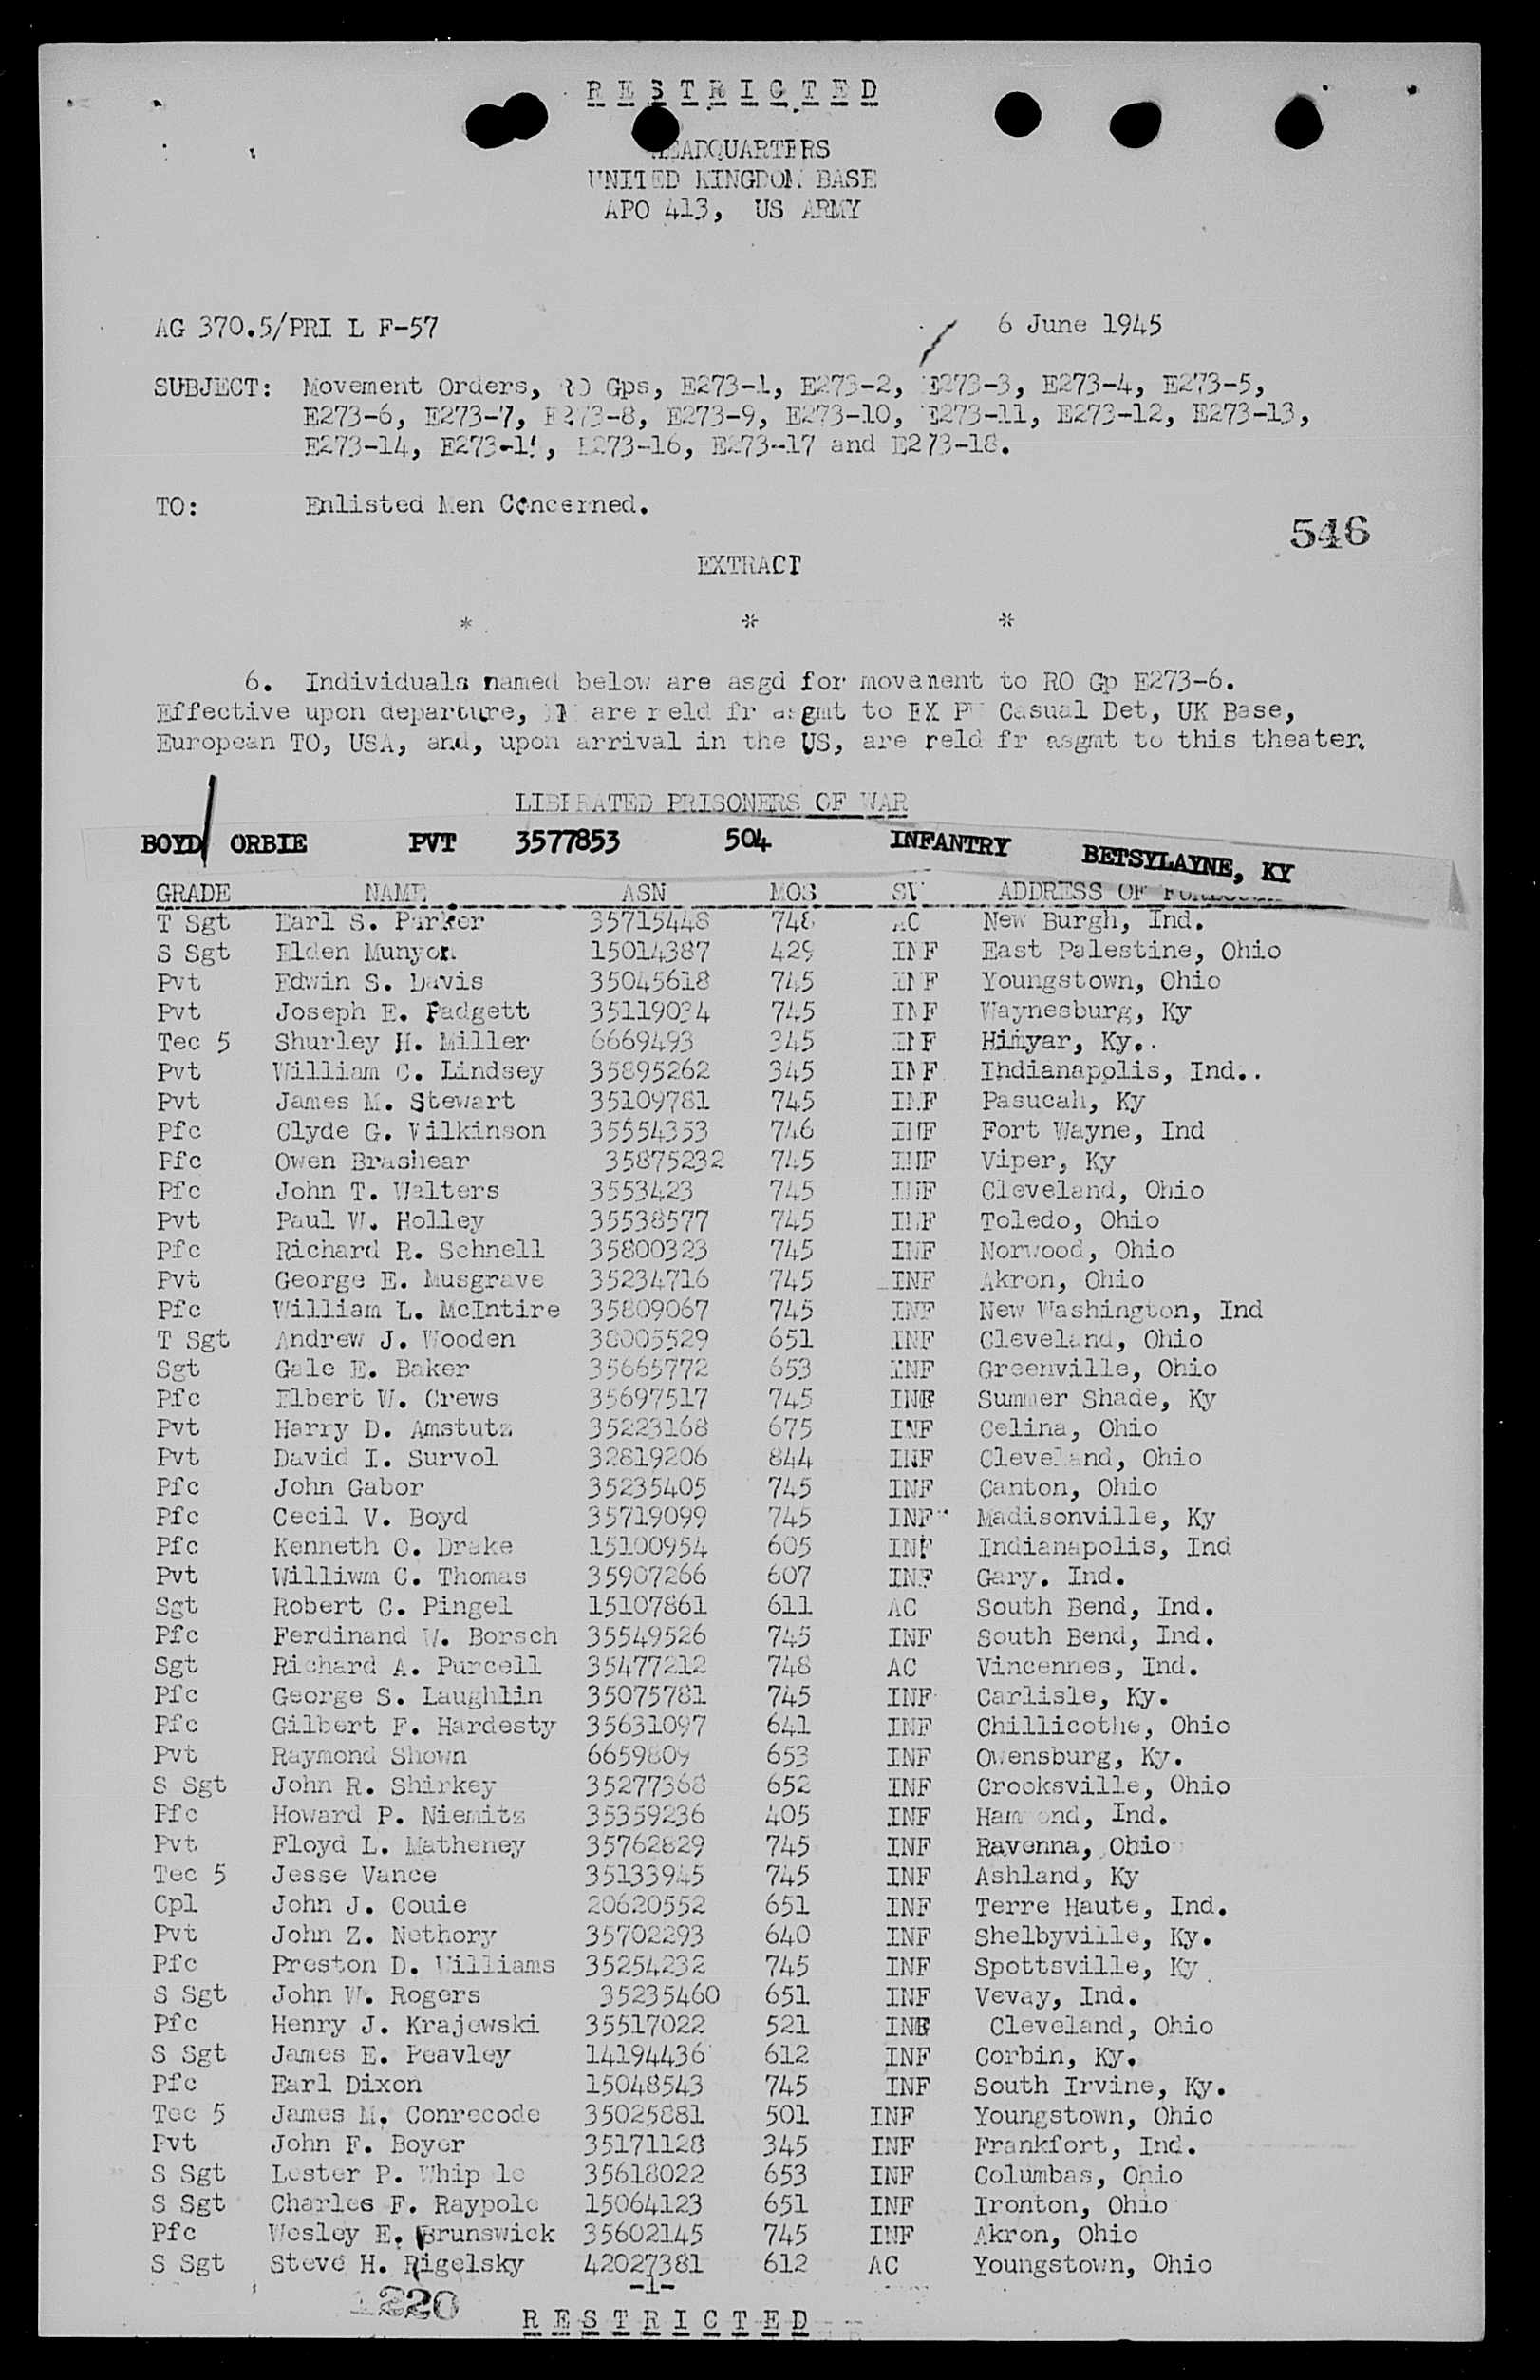 RESTRICTED
HEADQUARTERS
UNITED KINGDOM BASE
APO 413, US ARMY
AG 370.5/PRI L F-57 6 June 1945
SUBJECT: Movement Orders, RO Gps, E273-1, E273-2, E273-3, E273-4, E273-5,
E273-6, E273-7, E273-8, E273-9, E273-10, E273-11, E273-12, E273-13,
E273-14, E273-15, E273-16, E273-17 and E273-18.
TO: Enlisted Men Concerned.
546
EXTRACT
* * *
6. Individuals named below are asgd for movement to RO Gp E273-6.
Effective upon departure, EM are reld fr asgmt to EX PW Casual Det, UK Base,
European TO, USA, and, upon arrival in the US, are reld fr asgmt to this theater.
LIBERATED PRISONERS OF WAR
BOYD ORBIE PVT 3577853 504 INFANTRY BETSYLAYNE, KY
GRADE NAME ASN MOS SV ADDRESS OF
T Sgt Earl S. Parker 35715448 748 AC New Burgh, Ind.
S Sgt Elden Munyon 15014387 429 INF East Palestine, Ohio
Pvt Edwin S. Davis 35045618 745 INF Youngstown, Ohio
Pvt Joseph E. Padgett 35119034 745 INF Waynesburg, Ky
Tec 5 Shurley H. Miller 6669493 345 INF Himyar, Ky..
Pvt William C. Lindsey 35895262 345 INF Indianapolis, Ind..
Pvt James M. Stewart 35109781 745 INF Pasucah, Ky
Pfc Clyde G. Wilkinson 35554353 746 INF Fort Wayne, Ind
Pfc Owen Brashear 35875232 745 INF Viper, Ky
Pfc John T. Walters 3553423 745 INF Cleveland, Ohio
Pvt Paul W. Holley 35538577 745 INF Toledo, Ohio
Pfc Richard R. Schnell 35800323 745 INF Norwood, Ohio
Pvt George E. Musgrave 35234716 745 INF Akron, Ohio
Pfc William L. McIntire 35809067 745 INF New Washington, Ind
T Sgt Andrew J. Wooden 38005529 651 INF Cleveland, Ohio
Sgt Gale E. Baker 35665772 653 INF Greenville, Ohio
Pfc Elbert W. Crews 35697517 745 INF Summer Shade, Ky
Pvt Harry D. Amstutz 35223168 675 INF Celina, Ohio
Pvt David I. Survol 32819206 844 INF Cleveland, Ohio
Pfc John Gabor 35235405 745 INF Canton, Ohio
Pfc Cecil V. Boyd 35719099 745 INF Madisonville, Ky
Pfc Kenneth O. Drake 15100954 605 INF Indianapolis, Ind
Pvt Williwm C. Thomas 35907266 607 INF Gary. Ind.
Sgt Robert C. Pingel 15107861 611 AC South Bend, Ind.
Pfc Ferdinand W. Borsch 35549526 745 INF South Bend, Ind.
Sgt Richard A. Purcell 35477212 748 AC Vincennes, Ind.
Pfc George S. Laughlin 35075781 745 INF Carlisle, Ky.
Pfc Gilbert F. Hardesty 35631097 641 INF Chillicothe, Ohio
Pvt Raymond Shown 6659809 653 INF Owensburg, Ky.
S Sgt John R. Shirkey 35277368 652 INF Crooksville, Ohio
Pfc Howard P. Niemitz 35359236 405 INF Hammond, Ind.
Pvt Floyd L. Matheney 35762829 745 INF Ravenna, Ohio
Tec 5 Jesse Vance 35133945 745 INF Ashland, Ky
Cpl John J. Couie 20620552 651 INF Terre Haute, Ind.
Pvt John Z. Nethory 35702293 640 INF Shelbyville, Ky.
Pfc Preston D. Williams 35254232 745 INF Spottsville, Ky
S Sgt John W. Rogers 35235460 651 INF Vevay, Ind.
Pfc Henry J. Krajewski 35517022 521 INF Cleveland, Ohio
S Sgt James E. Peavley 14194436 612 INF Corbin, Ky.
Pfc Earl Dixon 15048543 745 INF South Irvine, Ky.
Tec 5 James M. Conrecode 35025881 501 INF Youngstown, Ohio
Pvt John F. Boyer 35171128 345 INF Frankfort, Ind.
S Sgt Lester P. Whip le 35618022 653 INF Columbas, Ohio
S Sgt Charles F. Raypole 15064123 651 INF Ironton, Ohio
Pfc Wesley E. Brunswick 35602145 745 INF Akron, Ohio
S Sgt Steve H. Rigelsky 42027381 612 AC Youngstown, Ohio
-1-
1220
RESTRICTED